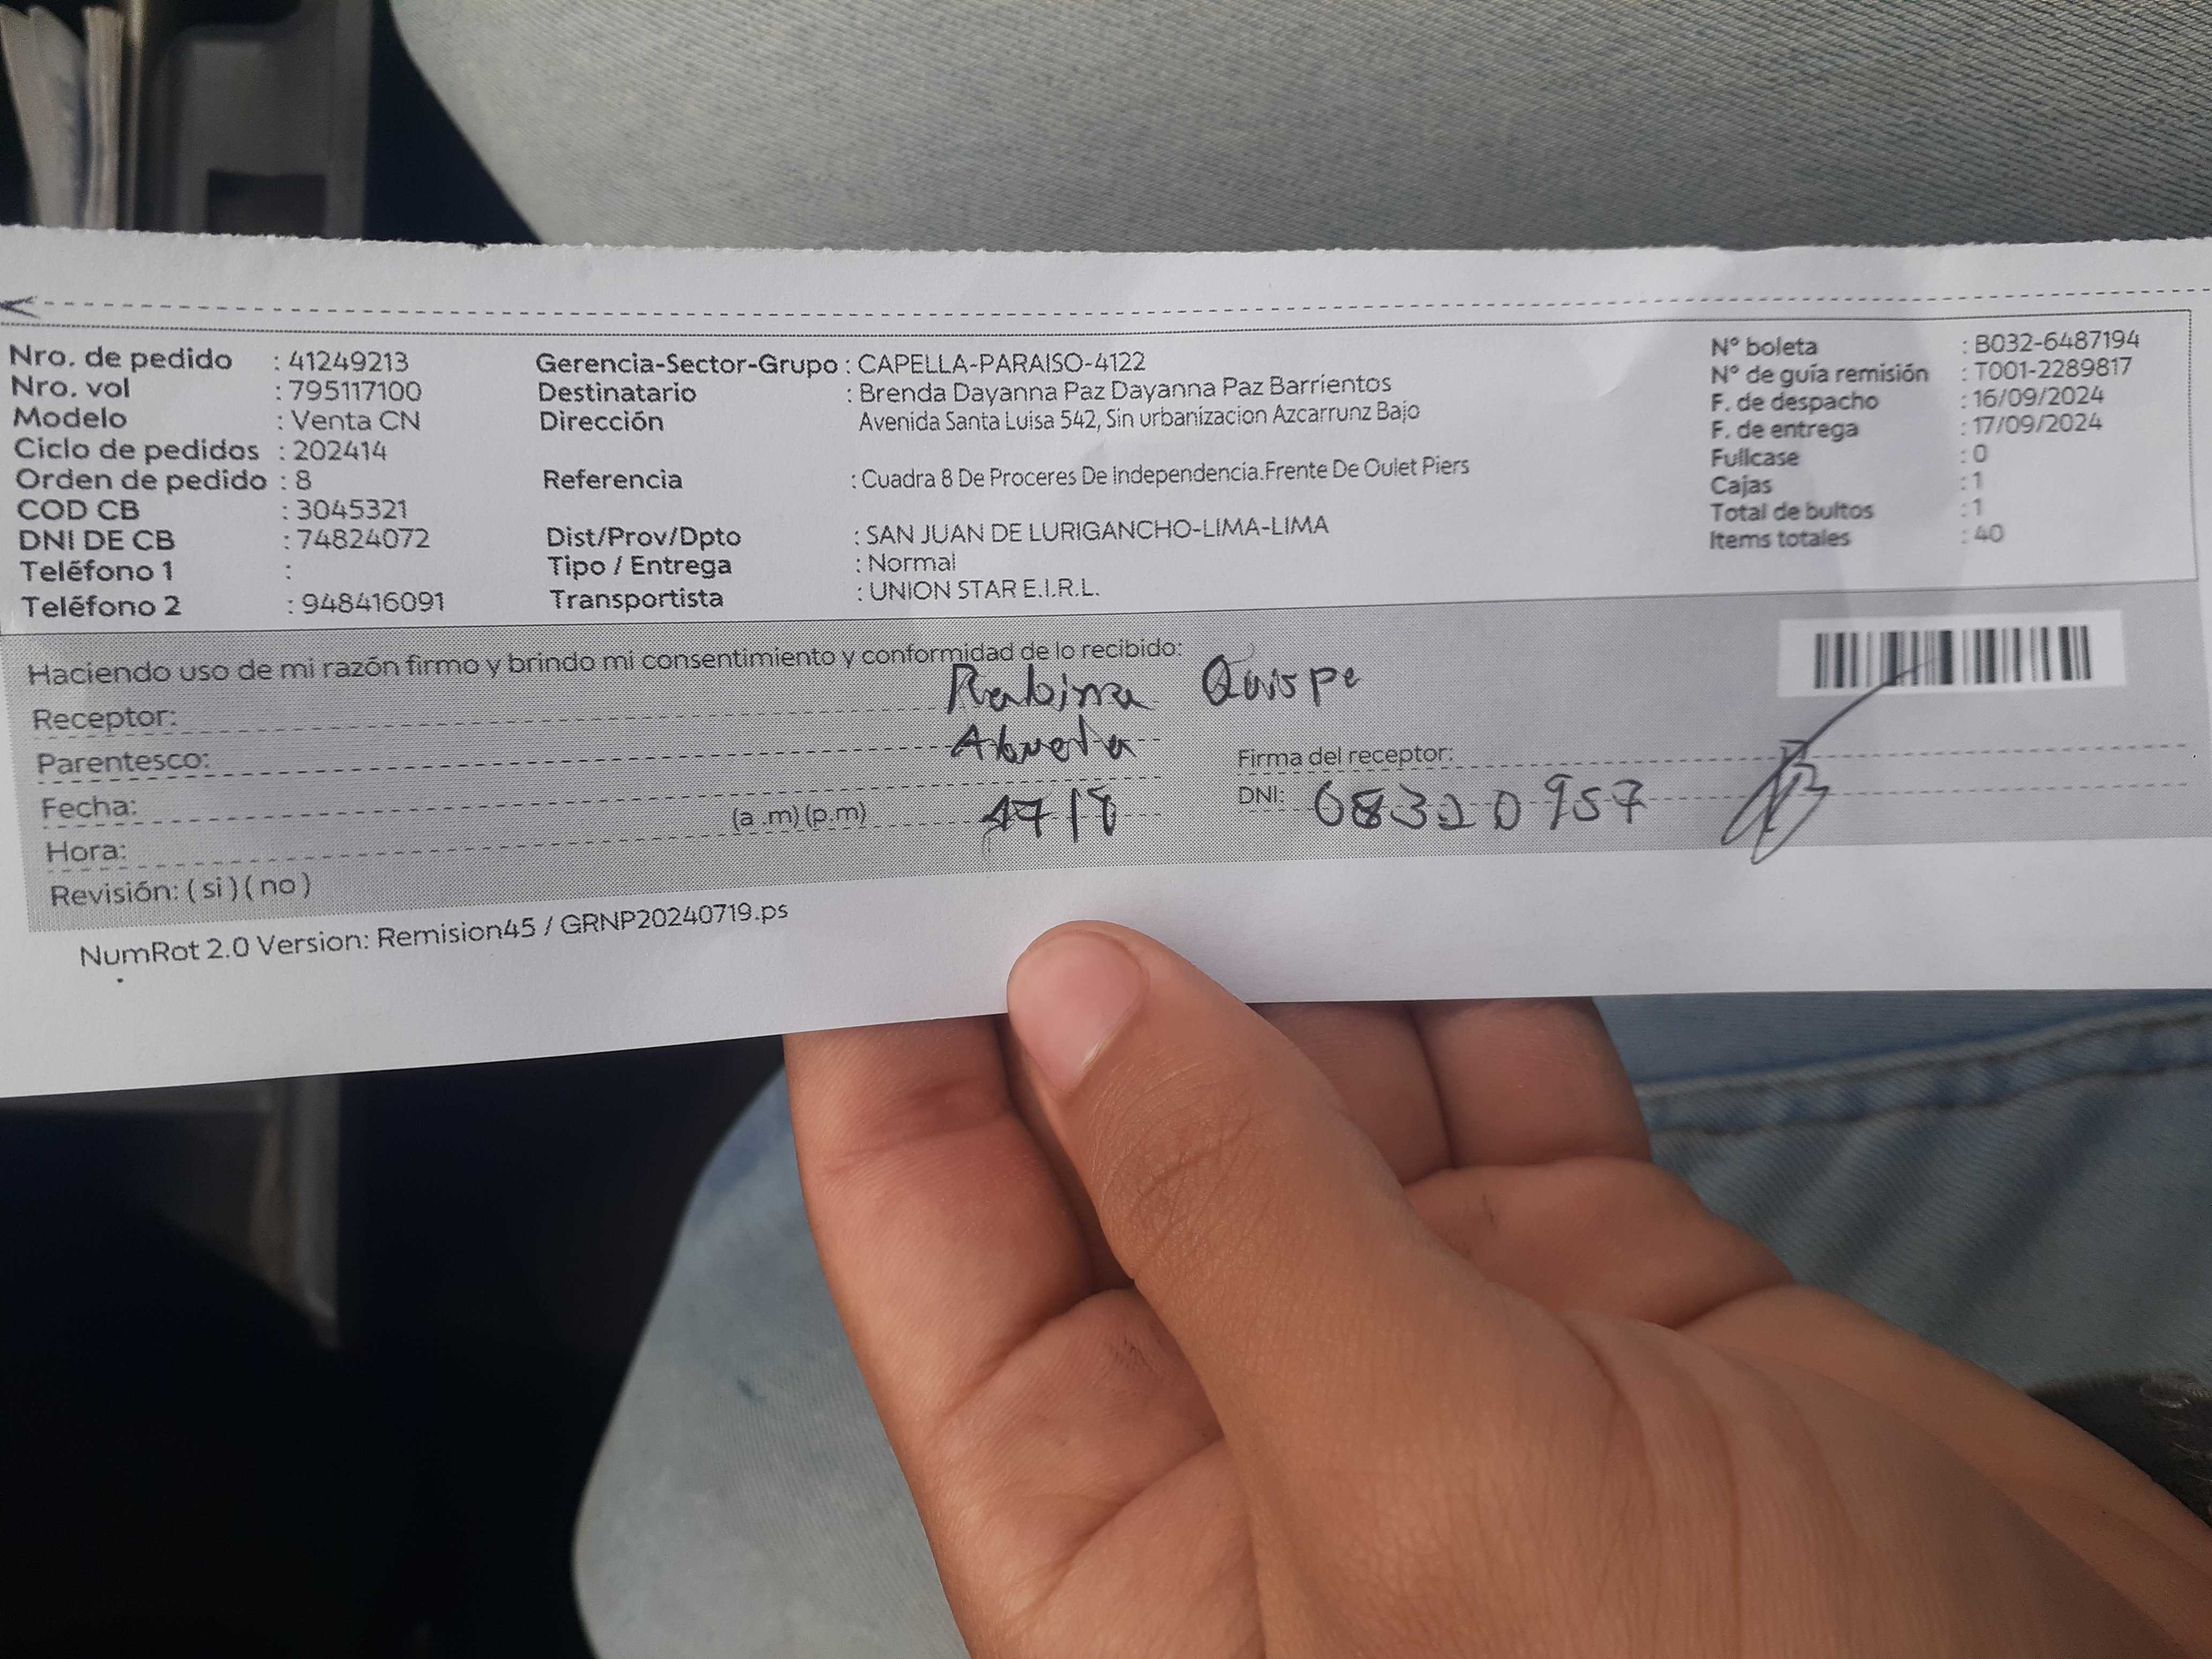 Nro. de pedido : 41249213
Nro. vol : 795117100
Modelo : Venta CN
Ciclo de pedidos : 202414
Orden de pedido : 8
COD CB : 3045321
DNI DE CB : 74824072
Teléfono 1 :
Teléfono 2 : 948416091
Gerencia-Sector-Grupo : CAPELLA-PARAISO-4122
Destinatario : Brenda Dayanna Paz Dayanna Paz Barrientos
Dirección Avenida Santa Luisa 542, Sin urbanizacion Azcarrunz Bajo
Referencia : Cuadra 8 De Proceres De Independencia.Frente De Oulet Piers
Dist/Prov/Dpto : SAN JUAN DE LURIGANCHO-LIMA-LIMA
Tipo / Entrega : Normal
Transportista : UNION STAR E.I.R.L.
N° boleta : B032-6487194
N° de guía remisión : T001-2289817
F. de despacho : 16/09/2024
F. de entrega : 17/09/2024
Fullcase : 0
Cajas : 1
Total de bultos : 1
Items totales : 40
Haciendo uso de mi razón firmo y brindo mi consentimiento y conformidad de lo recibido:
Receptor: Quispe
Parentesco: Abuela
Fecha:
(a .m) (p.m)
Hora:
Revisión: ( si ) ( no )
Firma del receptor:
DNI: 08320957
NumRot 2.0 Version: Remision45 / GRNP20240719.ps